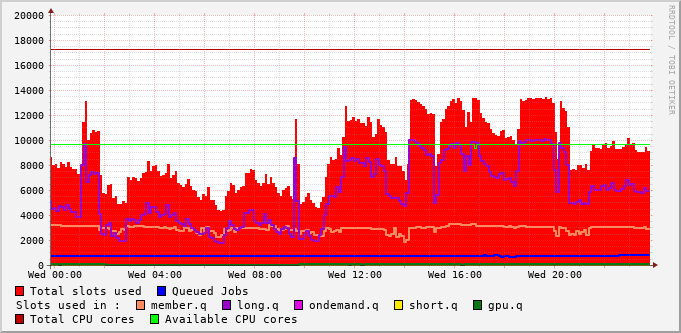 RRDTOOL / TOBI OETIKER
20000
18000
16000
14000
12000
10000
8000
6000
4000
2000
0
Wed 00:00 Wed 04:00 Wed 08:00 Wed 12:00 Wed 16:00 Wed 20:00
Total slots used Queued Jobs
Slots used in : member.q long.q ondemand.q short.q gpu.q
Total CPU cores Available CPU cores